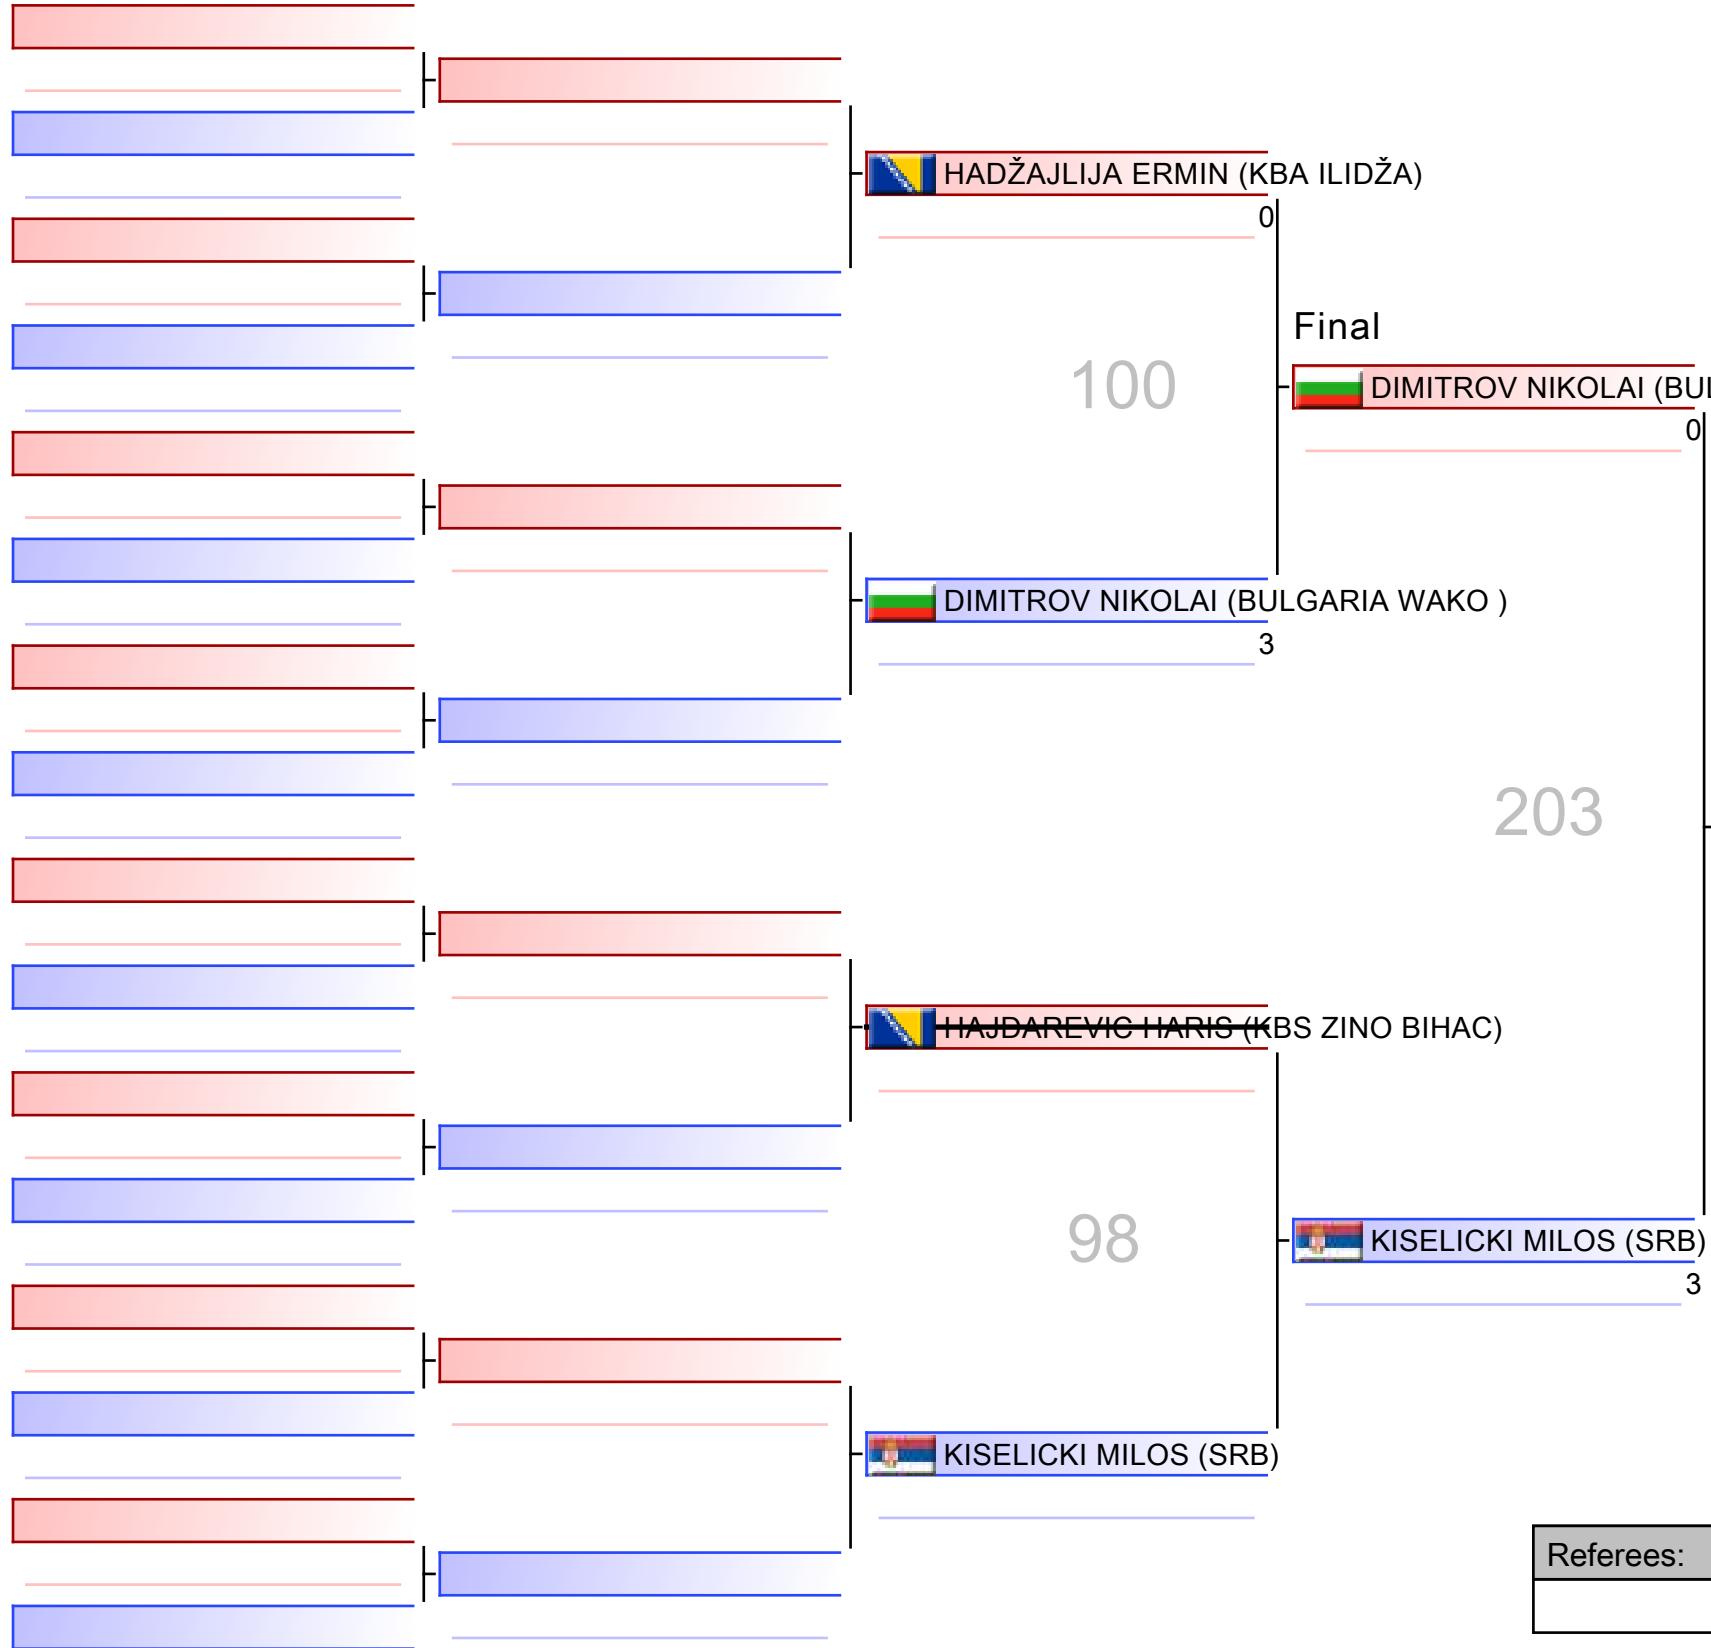 HADŽAJLIJA ERMIN (KBA ILIDŽA)
0
Final
100
DIMITROV NIKOLAI (BUL
0
DIMITROV NIKOLAI (BULGARIA WAKO )
3
203
HAJDAREVIC HARIS (KBS ZINO BIHAC)
98
KISELICKI MILOS (SRB)
3
KISELICKI MILOS (SRB)
Referees: